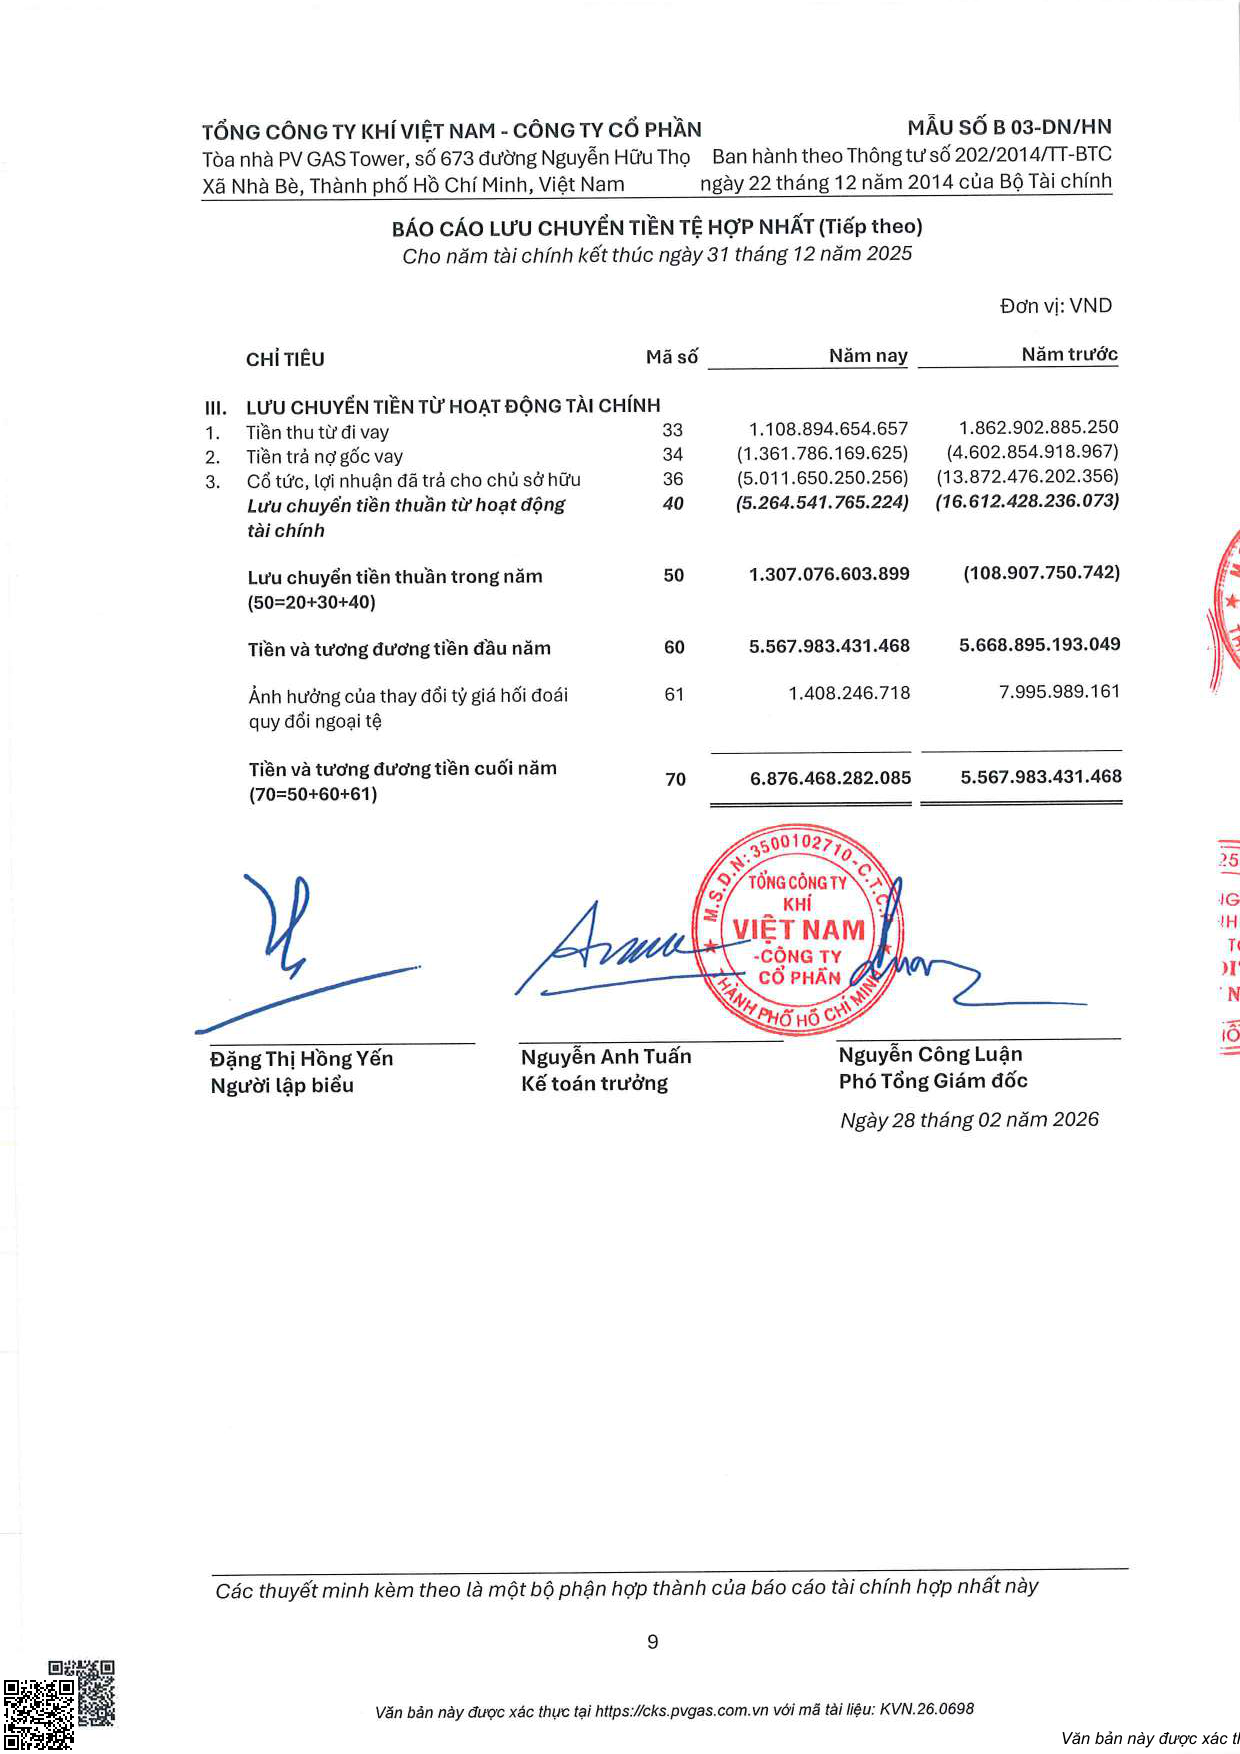 TỔNG CÔNG TY KHÍ VIỆT NAM - CÔNG TY CỔ PHẦN MẪU SỐ B 03-DN/HN
Tòa nhà PV GAS Tower, số 673 đường Nguyễn Hữu Thọ Ban hành theo Thông tư số 202/2014/TT-BTC
Xã Nhà Bè, Thành phố Hồ Chí Minh, Việt Nam ngày 22 tháng 12 năm 2014 của Bộ Tài chính
BÁO CÁO LƯU CHUYỂN TIỀN TỆ HỢP NHẤT (Tiếp theo)
Cho năm tài chính kết thúc ngày 31 tháng 12 năm 2025
Đơn vị: VND
CHỈ TIÊU Mã số Năm nay Năm trước
III. LƯU CHUYỂN TIỀN TỪ HOẠT ĐỘNG TÀI CHÍNH
1. Tiền thu từ đi vay 33 1.108.894.654.657 1.862.902.885.250
2. Tiền trả nợ gốc vay 34 (1.361.786.169.625) (4.602.854.918.967)
3. Cổ tức, lợi nhuận đã trả cho chủ sở hữu 36 (5.011.650.250.256) (13.872.476.202.356)
Lưu chuyển tiền thuần từ hoạt động 40 (5.264.541.765.224) (16.612.428.236.073)
tài chính
Lưu chuyển tiền thuần trong năm 50 1.307.076.603.899 (108.907.750.742)
(50=20+30+40)
Tiền và tương đương tiền đầu năm 60 5.567.983.431.468 5.668.895.193.049
Ảnh hưởng của thay đổi tỷ giá hối đoái 61 1.408.246.718 7.995.989.161
quy đổi ngoại tệ
Tiền và tương đương tiền cuối năm 70 6.876.468.282.085 5.567.983.431.468
(70=50+60+61)
M.S.D.N: 3500102710-C.T.C.P
TỔNG CÔNG TY
KHÍ
VIỆT NAM
-CÔNG TY
CỔ PHẦN
THÀNH PHỐ HỒ CHÍ MINH
Đặng Thị Hồng Yến Nguyễn Anh Tuấn Nguyễn Công Luận
Người lập biểu Kế toán trưởng Phó Tổng Giám đốc
Ngày 28 tháng 02 năm 2026
Các thuyết minh kèm theo là một bộ phận hợp thành của báo cáo tài chính hợp nhất này
9
Văn bản này được xác thực tại https://cks.pvgas.com.vn với mã tài liệu: KVN.26.0698
Văn bản này được xác